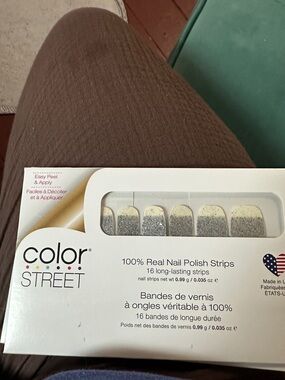 Easy Peel
& Apply
Faciles à Décoller
et à Appliquer
color
STREET
100% Real Nail Polish Strips
16 long-lasting strips
nail strips net wt 0.99 g / 0.035 oz ℮
Bandes de vernis
à ongles véritable à 100%
16 bandes de longue durée
Poids net des bandes de vernis 0.99 g / 0.035 oz ℮
Made in
Fabriquées
ÉTATS-U